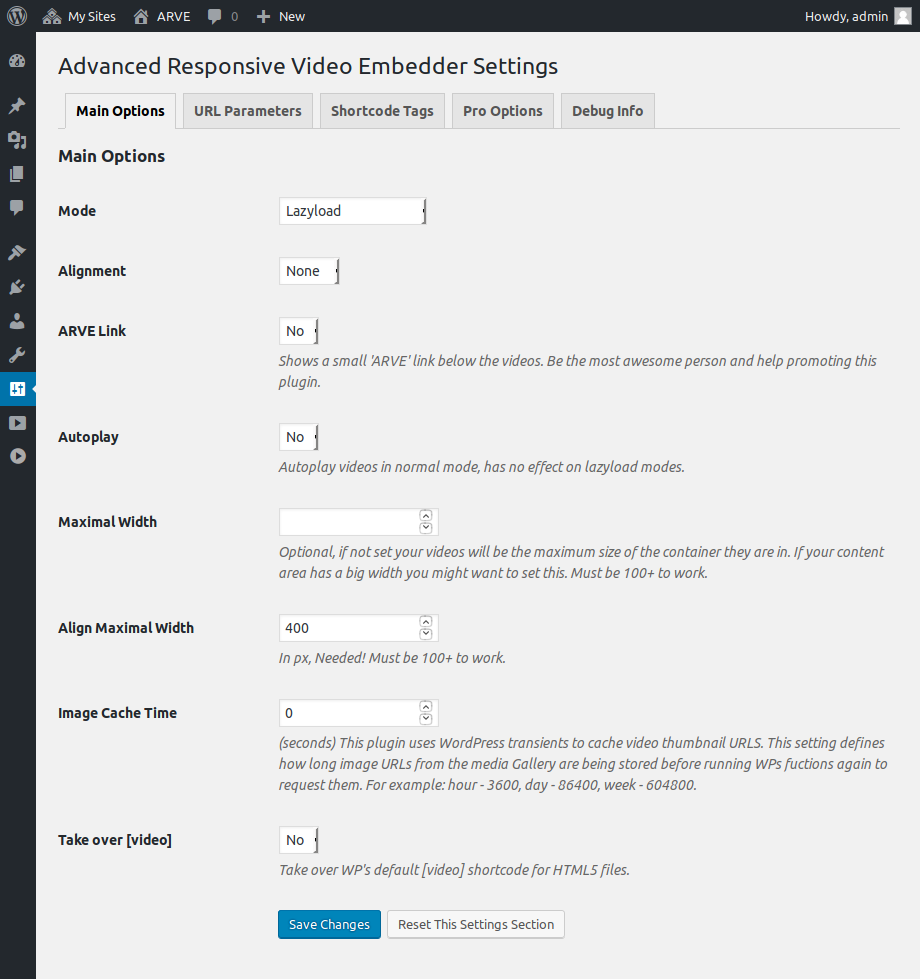 My Sites ARVE 0 New Howdy, admin
Advanced Responsive Video Embedder Settings
Main Options URL Parameters Shortcode Tags Pro Options Debug Info
Main Options
Mode Lazyload
Alignment None
ARVE Link No
Shows a small 'ARVE' link below the videos. Be the most awesome person and help promoting this
plugin.
Autoplay No
Autoplay videos in normal mode, has no effect on lazyload modes.
Maximal Width
Optional, if not set your videos will be the maximum size of the container they are in. If your content
area has a big width you might want to set this. Must be 100+ to work.
Align Maximal Width 400
In px, Needed! Must be 100+ to work.
Image Cache Time 0
(seconds) This plugin uses WordPress transients to cache video thumbnail URLS. This setting defines
how long image URLs from the media Gallery are being stored before running WPs fuctions again to
request them. For example: hour - 3600, day - 86400, week - 604800.
Take over [video] No
Take over WP's default [video] shortcode for HTML5 files.
Save Changes Reset This Settings Section